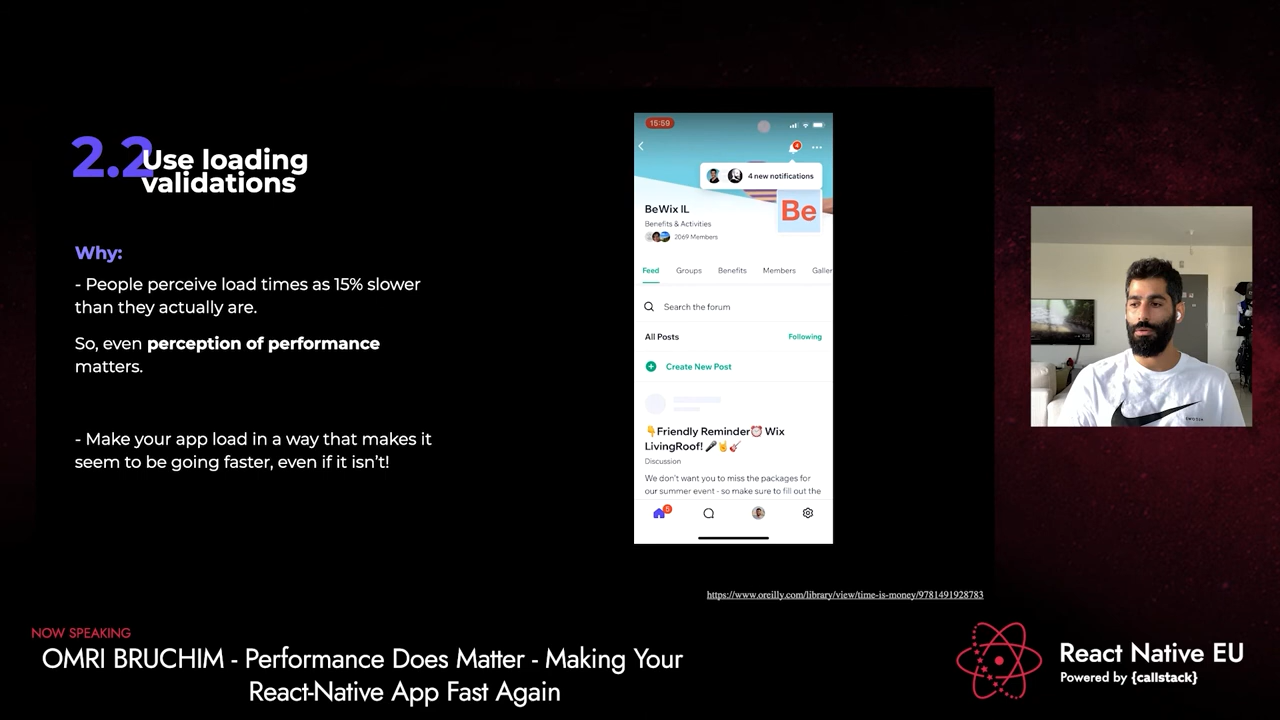 2.2
Use loading
validations
Why:
- People perceive load times as 15% slower
than they actually are.
So, even perception of performance
matters.
- Make your app load in a way that makes it
seem to be going faster, even if it isn't!
15:59
4
4 new notifications
BeWix IL
Be
Benefits & Activities
2069 Members
Feed Groups Benefits Members Galler
Search the forum
All Posts Following
Create New Post
👇Friendly Reminder⏰ Wix
LivingRoof! 🎤🤘🎸
Discussion
We don't want you to miss the packages for
our summer event - so make sure to fill out the
5
https://www.oreilly.com/library/view/time-is-money/9781491928783
NOW SPEAKING
OMRI BRUCHIM - Performance Does Matter - Making Your
React-Native App Fast Again
React Native EU
Powered by {callstack}